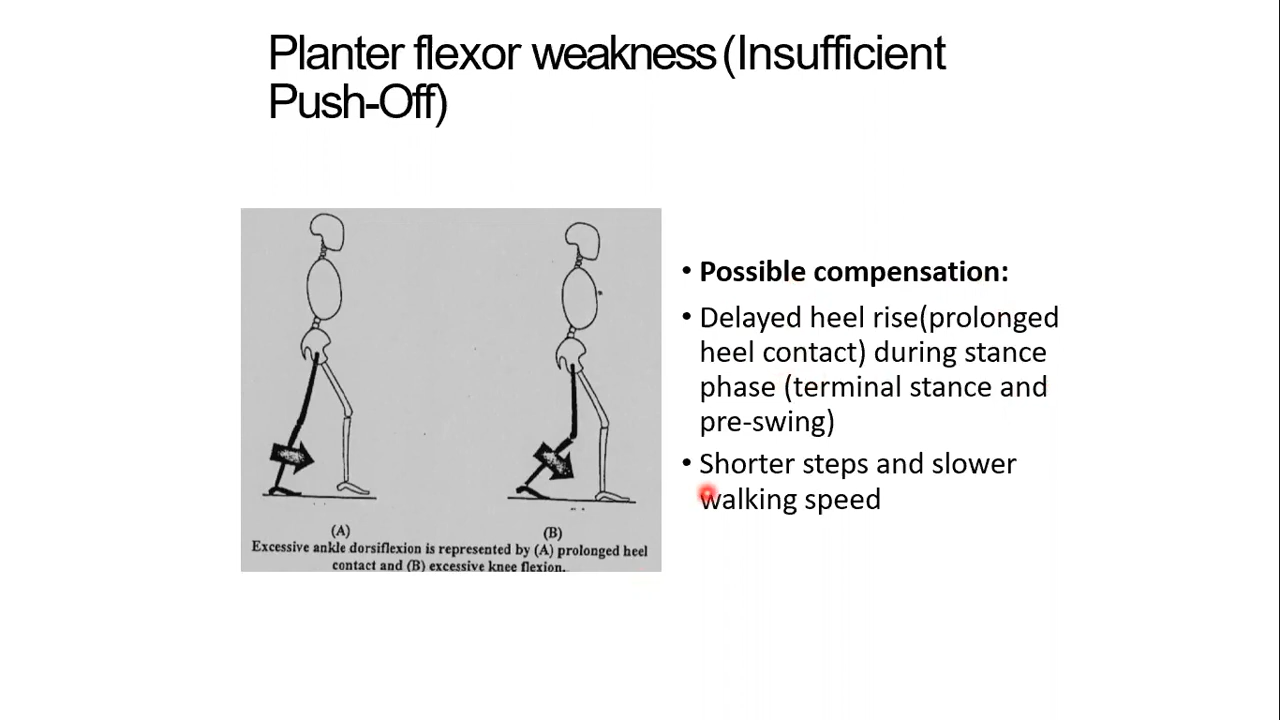 Planter flexor weakness (Insufficient
Push-Off)
• Possible compensation:
• Delayed heel rise(prolonged
heel contact) during stance
phase (terminal stance and
pre-swing)
• Shorter steps and slower
walking speed
(A) (B)
Excessive ankle dorsiflexion is represented by (A) prolonged heel
contact and (B) excessive knee flexion.